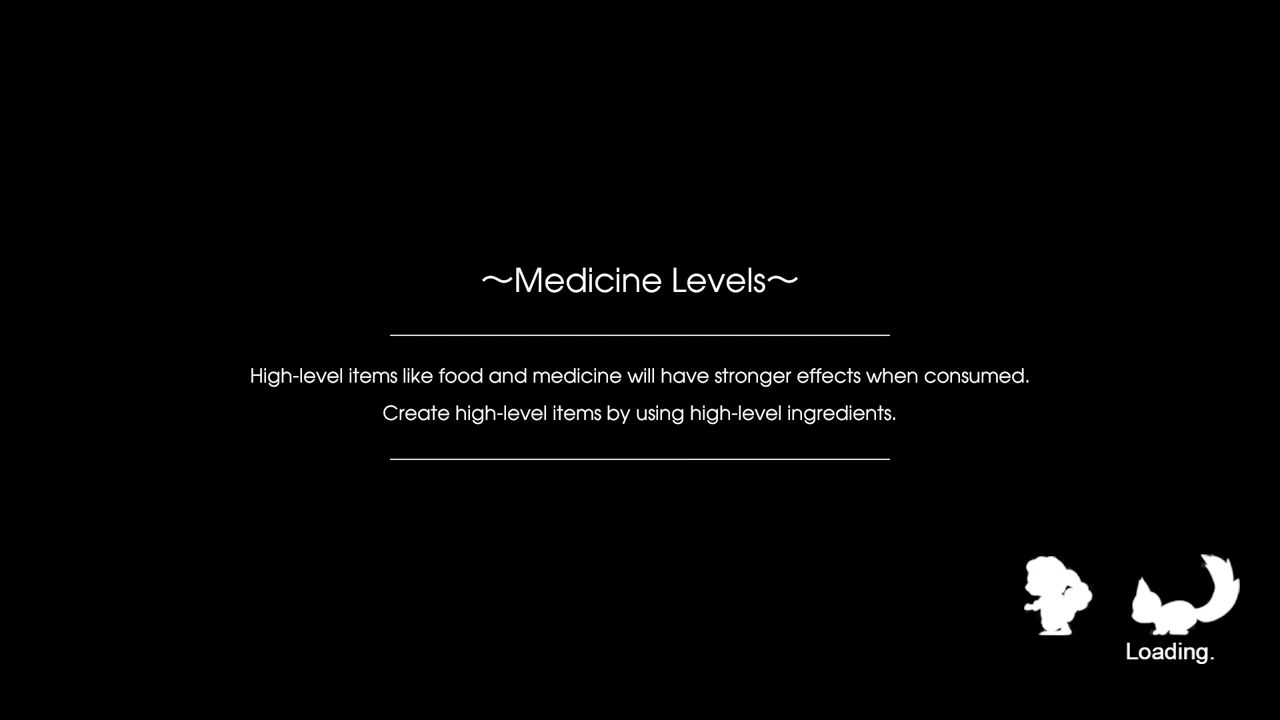 ～Medicine Levels～
High-level items like food and medicine will have stronger effects when consumed.
Create high-level items by using high-level ingredients.
Loading.